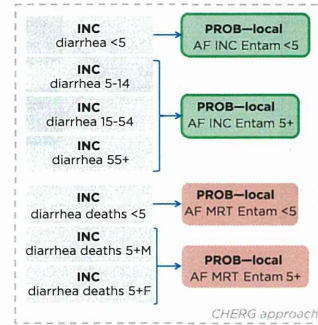 INC
diarrhea <5
PROB—local
AF INC Entam <5
INC
diarrhea 5-14
INC
diarrhea 15-54
INC
diarrhea 55+
PROB—local
AF INC Entam 5+
INC
diarrhea deaths <5
PROB—local
AF MRT Entam <5
INC
diarrhea deaths 5+M
INC
diarrhea deaths 5+F
PROB—local
AF MRT Entam 5+
CHERG approach